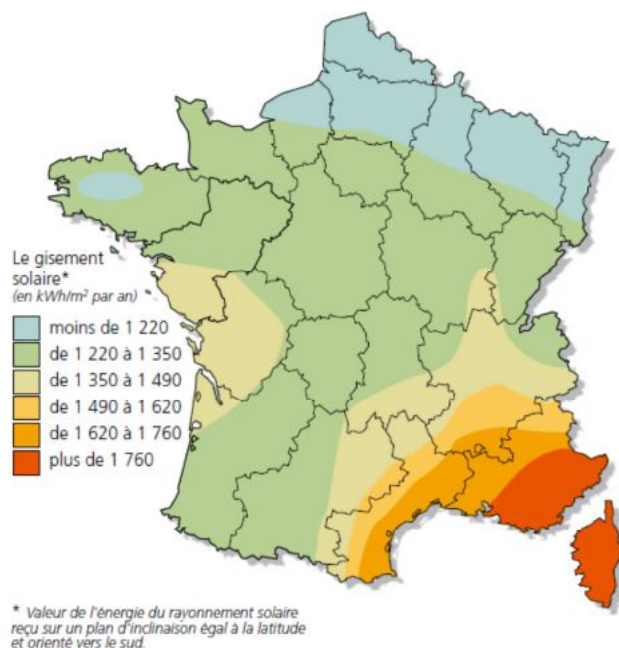 Le gisement
solaire*
(en kWh/m² par an)
moins de 1 220
de 1 220 à 1 350
de 1 350 à 1 490
de 1 490 à 1 620
de 1 620 à 1 760
plus de 1 760
* Valeur de l'énergie du rayonnement solaire
reçu sur un plan d'inclinaison égal à la latitude
et orienté vers le sud.